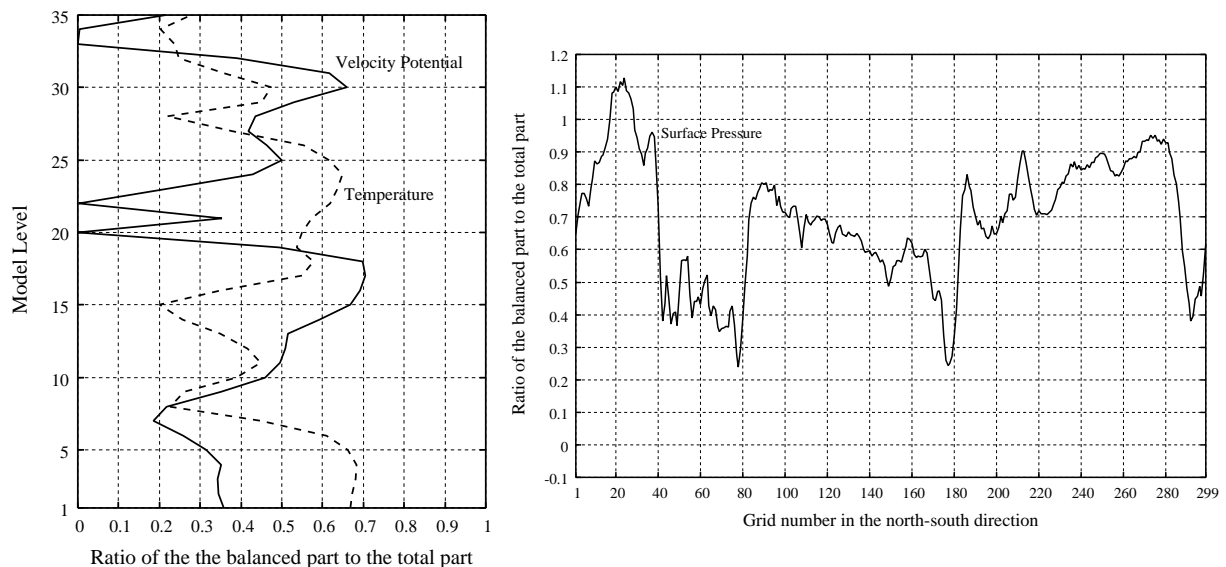 35
30
25
20
15
10
5
1
Model Level
Velocity Potential
Temperature
0 0.1 0.2 0.3 0.4 0.5 0.6 0.7 0.8 0.9 1
Ratio of the the balanced part to the total part
1.2
1.1
1
0.9
0.8
0.7
0.6
0.5
0.4
0.3
0.2
0.1
0
-0.1
Ratio of the balanced part to the total part
Surface Pressure
1 20 40 60 80 100 120 140 160 180 200 220 240 260 280 299
Grid number in the north-south direction